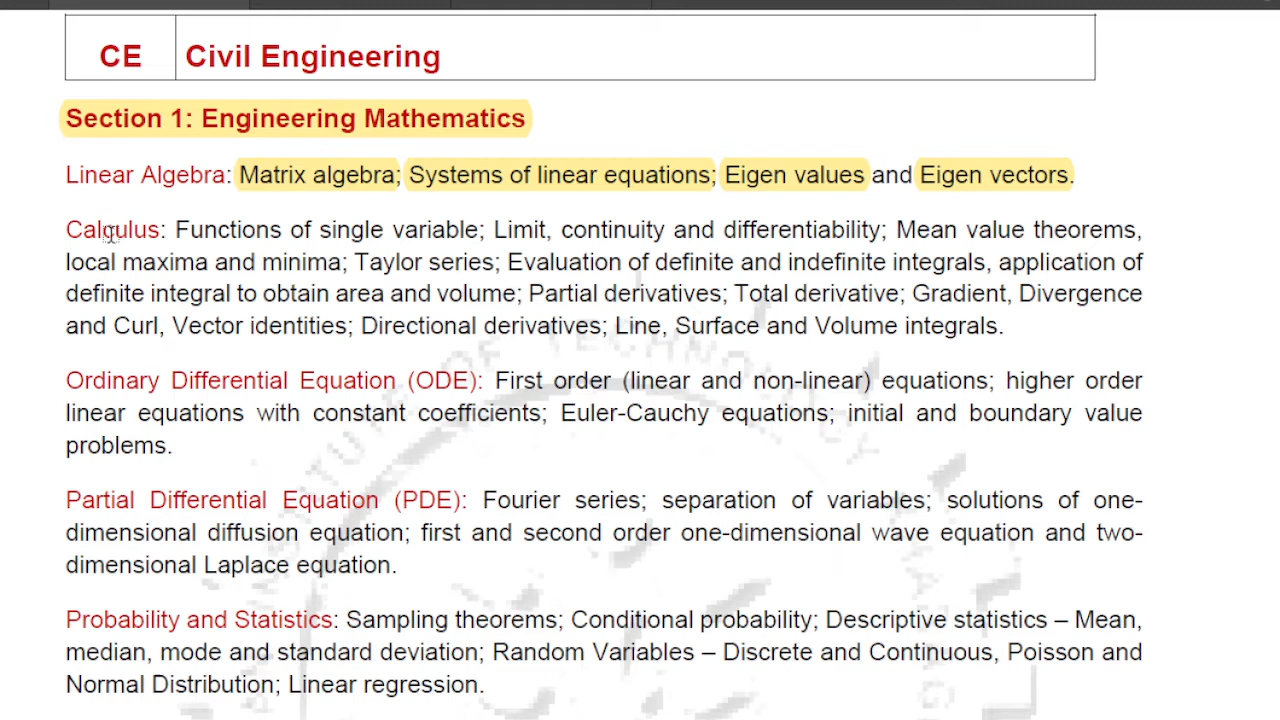 CE Civil Engineering
Section 1: Engineering Mathematics
Linear Algebra: Matrix algebra; Systems of linear equations; Eigen values and Eigen vectors.
Calculus: Functions of single variable; Limit, continuity and differentiability; Mean value theorems,
local maxima and minima; Taylor series; Evaluation of definite and indefinite integrals, application of
definite integral to obtain area and volume; Partial derivatives; Total derivative; Gradient, Divergence
and Curl, Vector identities; Directional derivatives; Line, Surface and Volume integrals.
Ordinary Differential Equation (ODE): First order (linear and non-linear) equations; higher order
linear equations with constant coefficients; Euler-Cauchy equations; initial and boundary value
problems.
Partial Differential Equation (PDE): Fourier series; separation of variables; solutions of one-
dimensional diffusion equation; first and second order one-dimensional wave equation and two-
dimensional Laplace equation.
Probability and Statistics: Sampling theorems; Conditional probability; Descriptive statistics – Mean,
median, mode and standard deviation; Random Variables – Discrete and Continuous, Poisson and
Normal Distribution; Linear regression.
INSTITUTE OF TECHNOLOGY